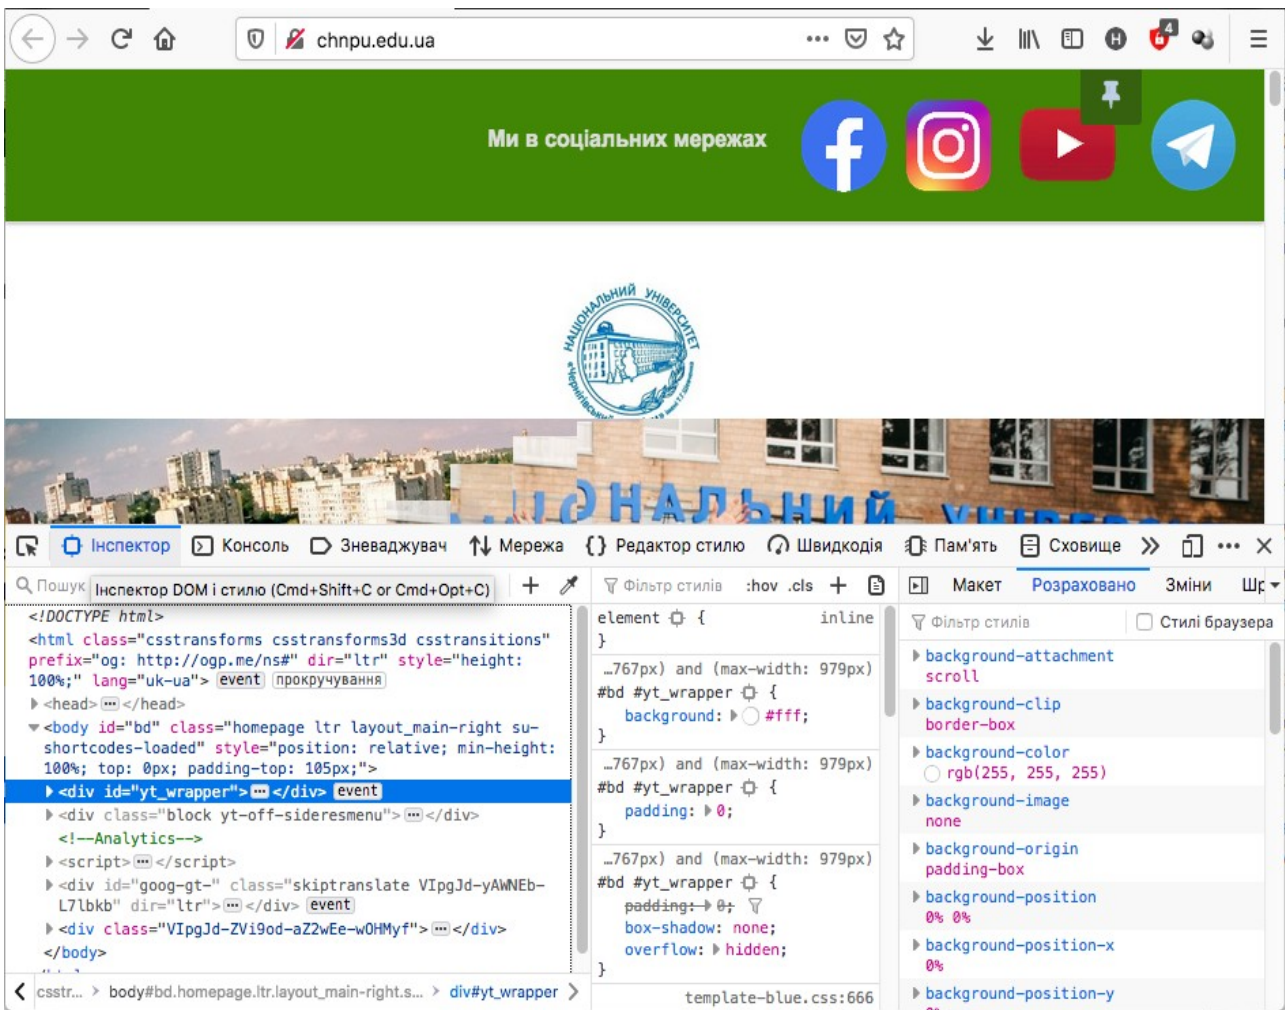 chnpu.edu.ua
4
Ми в соціальних мережах
НАЦІОНАЛЬНИЙ УНІВЕРСИТЕТ
ОНАЛЬНИЙ УНІВЕРС
Інспектор Консоль Зневаджувач Мережа {} Редактор стилю Швидкодія Пам'ять Сховище
Пошук
Інспектор DOM і стилю (Cmd+Shift+C or Cmd+Opt+C)
Фільтр стилів :hov .cls +
Макет Розраховано Зміни Шр
<!DOCTYPE html>
<html class="csstransforms csstransforms3d csstransitions"
prefix="og: http://ogp.me/ns#" dir="ltr" style="height:
100%;" lang="uk-ua"> event прокручування
<head> ••• </head>
<body id="bd" class="homepage ltr layout_main-right su-
shortcodes-loaded" style="position: relative; min-height:
100%; top: 0px; padding-top: 105px;">
<div id="yt_wrapper"> ••• </div> event
<div class="block yt-off-sideresmenu"> ••• </div>
<!--Analytics-->
<script> ••• </script>
<div id="goog-gt-" class="skiptranslate VIpgJd-yAWNEb-
L7lbkb" dir="ltr"> ••• </div> event
<div class="VIpgJd-ZVi9od-aZ2wEe-wOHMyf"> ••• </div>
</body>
csstr... > body#bd.homepage.ltr.layout_main-right.s... > div#yt_wrapper
element {
inline
}
…767px) and (max-width: 979px)
#bd #yt_wrapper {
background: #fff;
}
…767px) and (max-width: 979px)
#bd #yt_wrapper {
padding: 0;
}
…767px) and (max-width: 979px)
#bd #yt_wrapper {
padding: 0;
box-shadow: none;
overflow: hidden;
}
template-blue.css:666
Фільтр стилів
Стилі браузера
background-attachment
scroll
background-clip
border-box
background-color
rgb(255, 255, 255)
background-image
none
background-origin
padding-box
background-position
0% 0%
background-position-x
0%
background-position-y